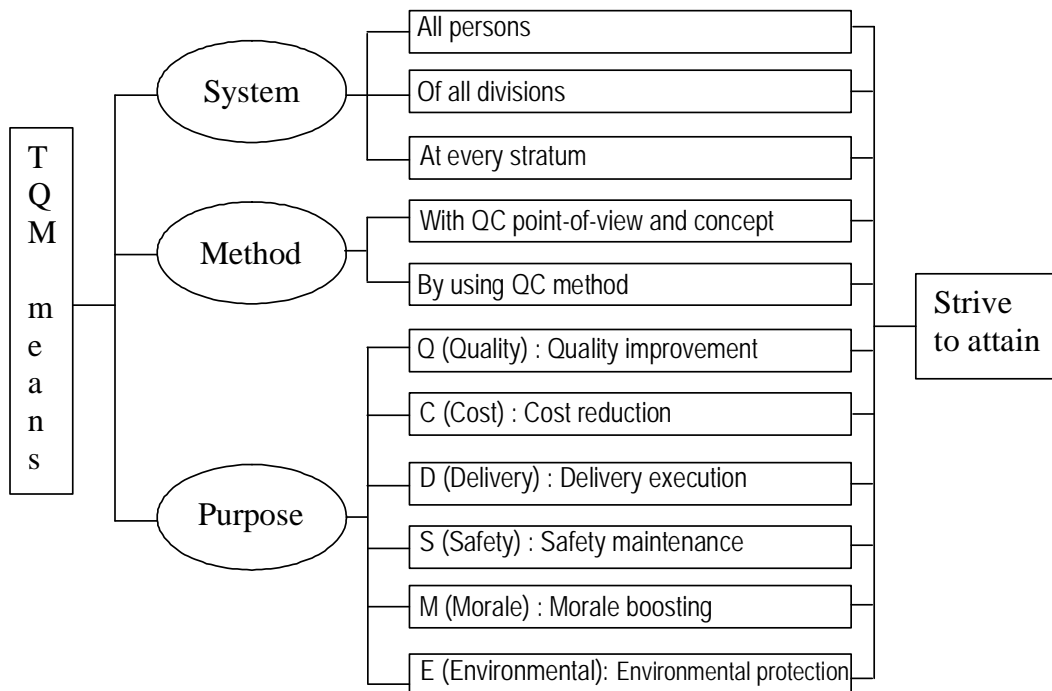 TQM means
System
All persons
Of all divisions
At every stratum
Method
With QC point-of-view and concept
By using QC method
Purpose
Q (Quality) : Quality improvement
C (Cost) : Cost reduction
D (Delivery) : Delivery execution
S (Safety) : Safety maintenance
M (Morale) : Morale boosting
E (Environmental): Environmental protection
Strive
to attain